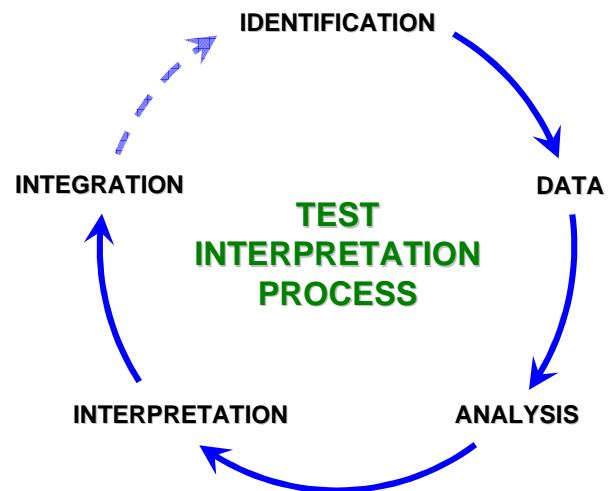 IDENTIFICATION
DATA
INTEGRATION
TEST
INTERPRETATION
PROCESS
INTERPRETATION
ANALYSIS